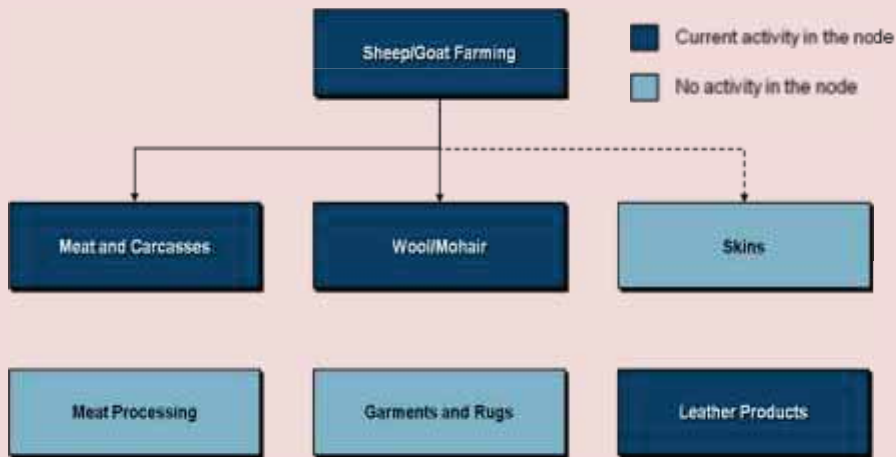 Sheep/Goat Farming
Current activity in the node
No activity in the node
Meat and Carcasses
Wool/Mohair
Skins
Meat Processing
Garments and Rugs
Leather Products